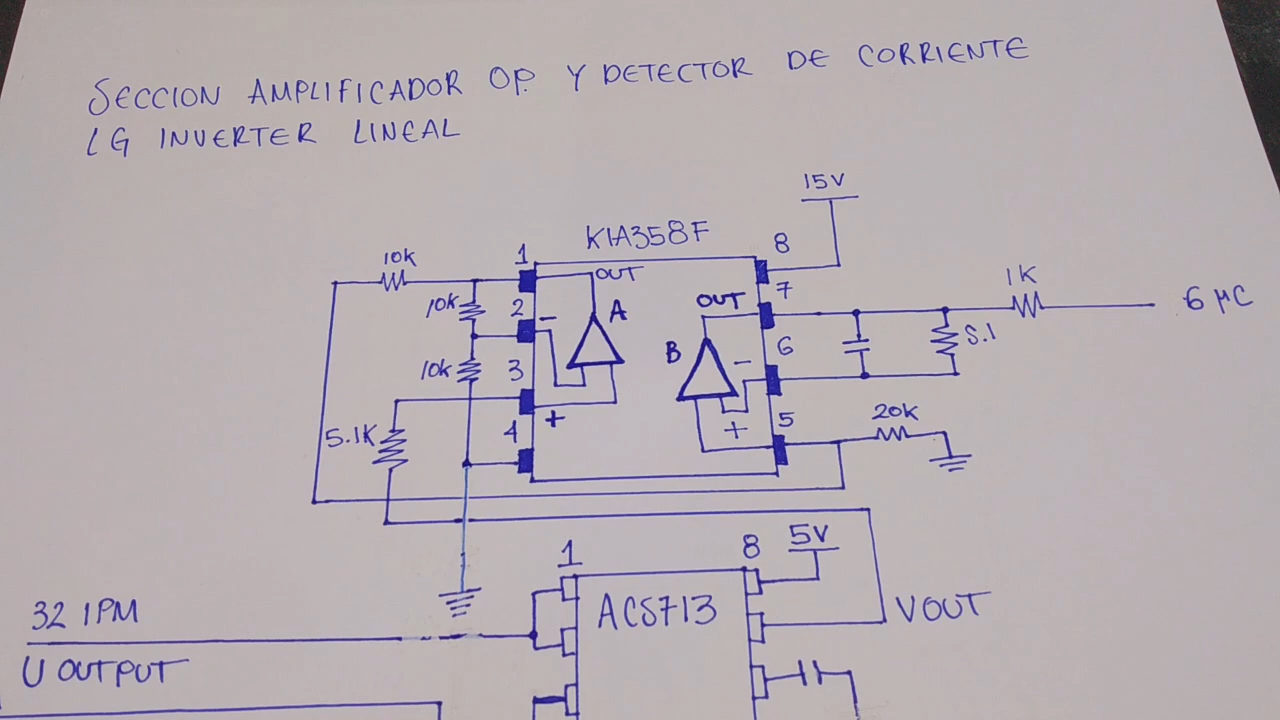 SECCION AMPLIFICADOR OP. Y DETECTOR DE CORRIENTE
LG INVERTER LINEAL
15V
KIA358F
10K
1
OUT
8
7
1K
6 µC
10K
2
-
A
OUT
6
5.1
10K
3
B
-
20K
5.1K
4
+
+
5
1
8
5V
32 IPM
ACS713
VOUT
U OUTPUT